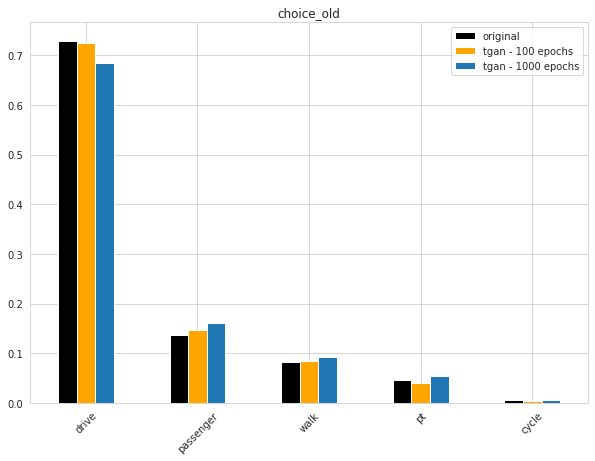 choice_old
original
tgan - 100 epochs
tgan - 1000 epochs
0.7
0.6
0.5
0.4
0.3
0.2
0.1
0.0
drive
passenger
walk
pt
cycle